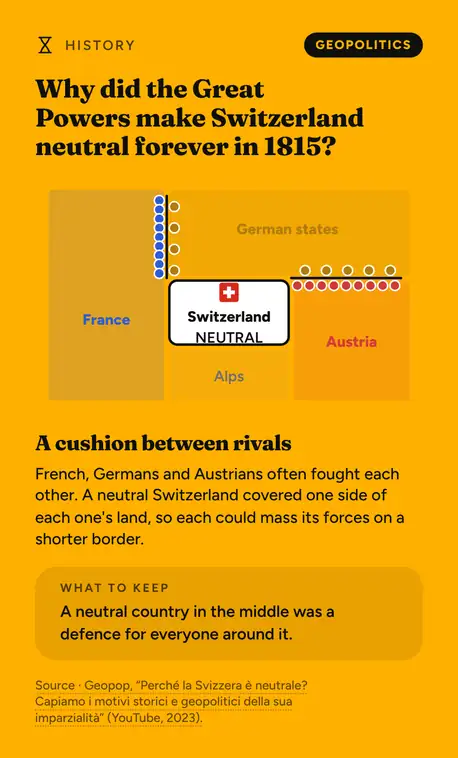 HISTORY
GEOPOLITICS
Why did the Great
Powers make Switzerland
neutral forever in 1815?
German states
Switzerland
NEUTRAL
France
Austria
Alps
A cushion between rivals
French, Germans and Austrians often fought each
other. A neutral Switzerland covered one side of
each one's land, so each could mass its forces on a
shorter border.
WHAT TO KEEP
A neutral country in the middle was a
defence for everyone around it.
Source · Geopop, “Perché la Svizzera è neutrale?
Capiamo i motivi storici e geopolitici della sua
imparzialità” (YouTube, 2023).